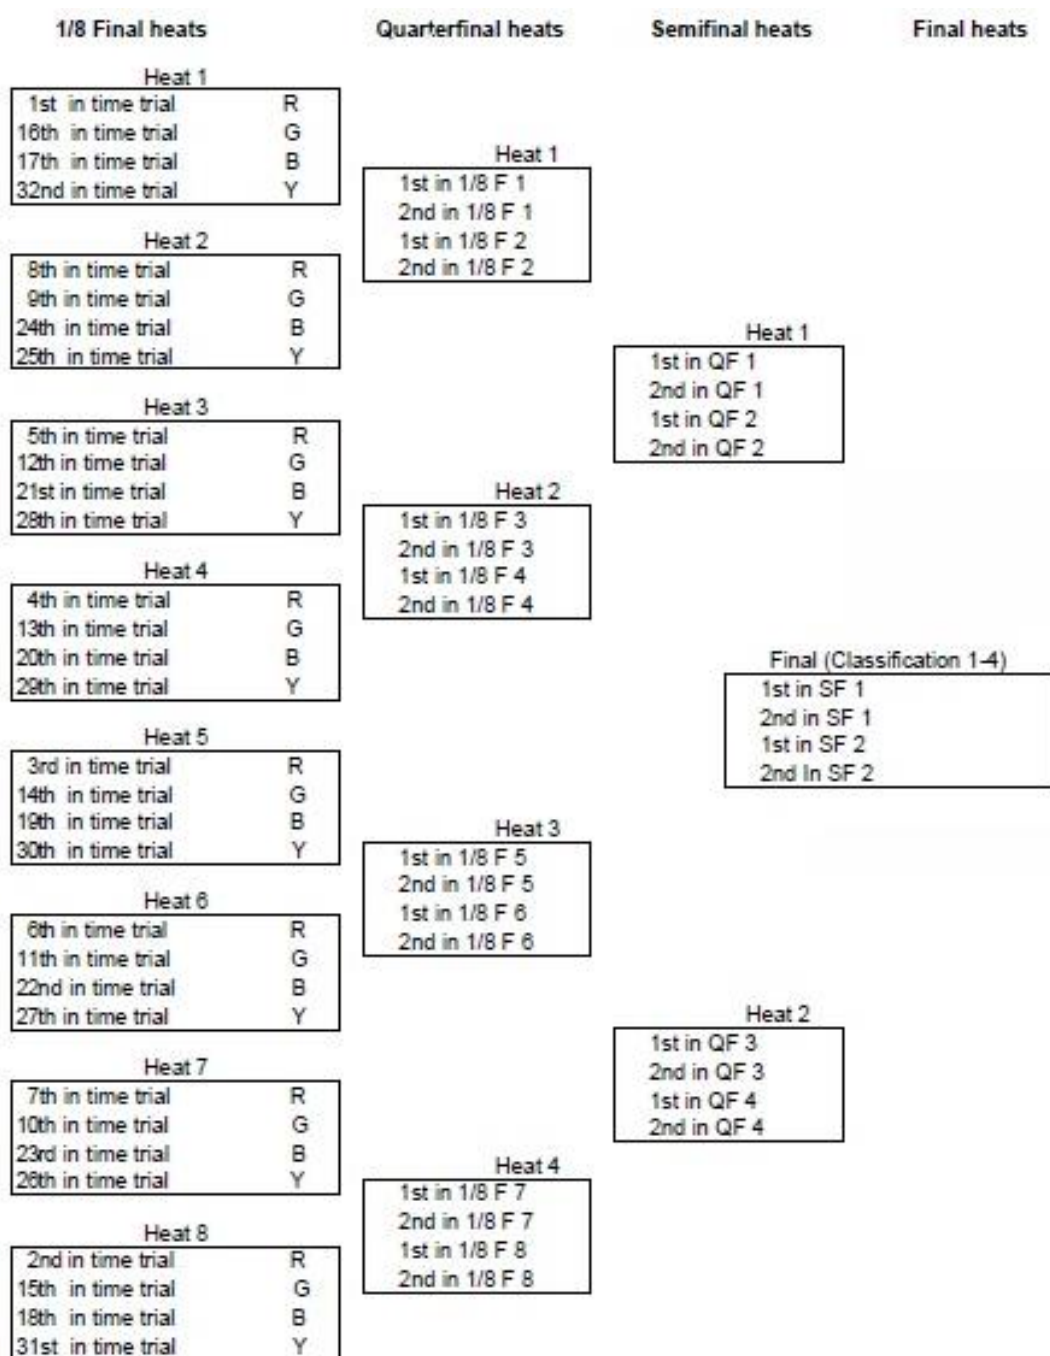 1/8 Final heats
Quarterfinal heats
Semifinal heats
Final heats
Heat 1
1st in time trial R
16th in time trial G
17th in time trial B
32nd in time trial Y
Heat 2
8th in time trial R
9th in time trial G
24th in time trial B
25th in time trial Y
Heat 3
5th in time trial R
12th in time trial G
21st in time trial B
28th in time trial Y
Heat 4
4th in time trial R
13th in time trial G
20th in time trial B
29th in time trial Y
Heat 5
3rd in time trial R
14th in time trial G
19th in time trial B
30th in time trial Y
Heat 6
6th in time trial R
11th in time trial G
22nd in time trial B
27th in time trial Y
Heat 7
7th in time trial R
10th in time trial G
23rd in time trial B
26th in time trial Y
Heat 8
2nd in time trial R
15th in time trial G
18th in time trial B
31st in time trial Y
Heat 1
1st in 1/8 F 1
2nd in 1/8 F 1
1st in 1/8 F 2
2nd in 1/8 F 2
Heat 2
1st in 1/8 F 3
2nd in 1/8 F 3
1st in 1/8 F 4
2nd in 1/8 F 4
Heat 3
1st in 1/8 F 5
2nd in 1/8 F 5
1st in 1/8 F 6
2nd in 1/8 F 6
Heat 4
1st in 1/8 F 7
2nd in 1/8 F 7
1st in 1/8 F 8
2nd in 1/8 F 8
Heat 1
1st in QF 1
2nd in QF 1
1st in QF 2
2nd in QF 2
Heat 2
1st in QF 3
2nd in QF 3
1st in QF 4
2nd in QF 4
Final (Classification 1-4)
1st in SF 1
2nd in SF 1
1st in SF 2
2nd In SF 2